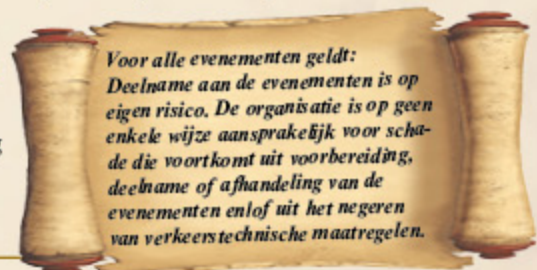 Voor alle evenementen geldt:
Deelname aan de evenementen is op
eigen risico. De organisatie is op geen
enkele wijze aansprakelijk voor scha-
de die voortkomt uit voorbereiding,
deelname of afhandeling van de
evenementen en/of uit het negeren
van verkeerstechnische maatregelen.